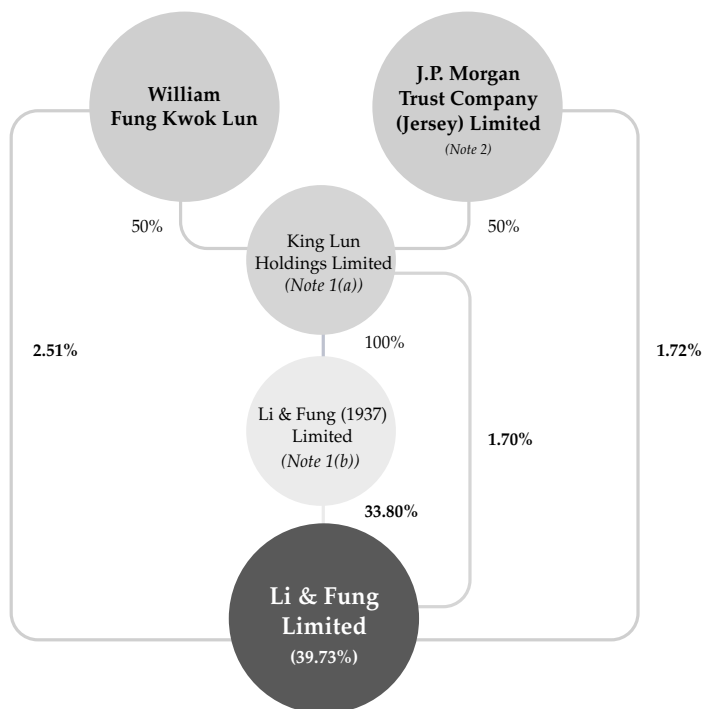 William
Fung Kwok Lun
J.P. Morgan
Trust Company
(Jersey) Limited
(Note 2)
50%
50%
King Lun
Holdings Limited
(Note 1(a))
2.51%
100%
1.72%
Li & Fung (1937)
Limited
(Note 1(b))
1.70%
33.80%
Li & Fung
Limited
(39.73%)